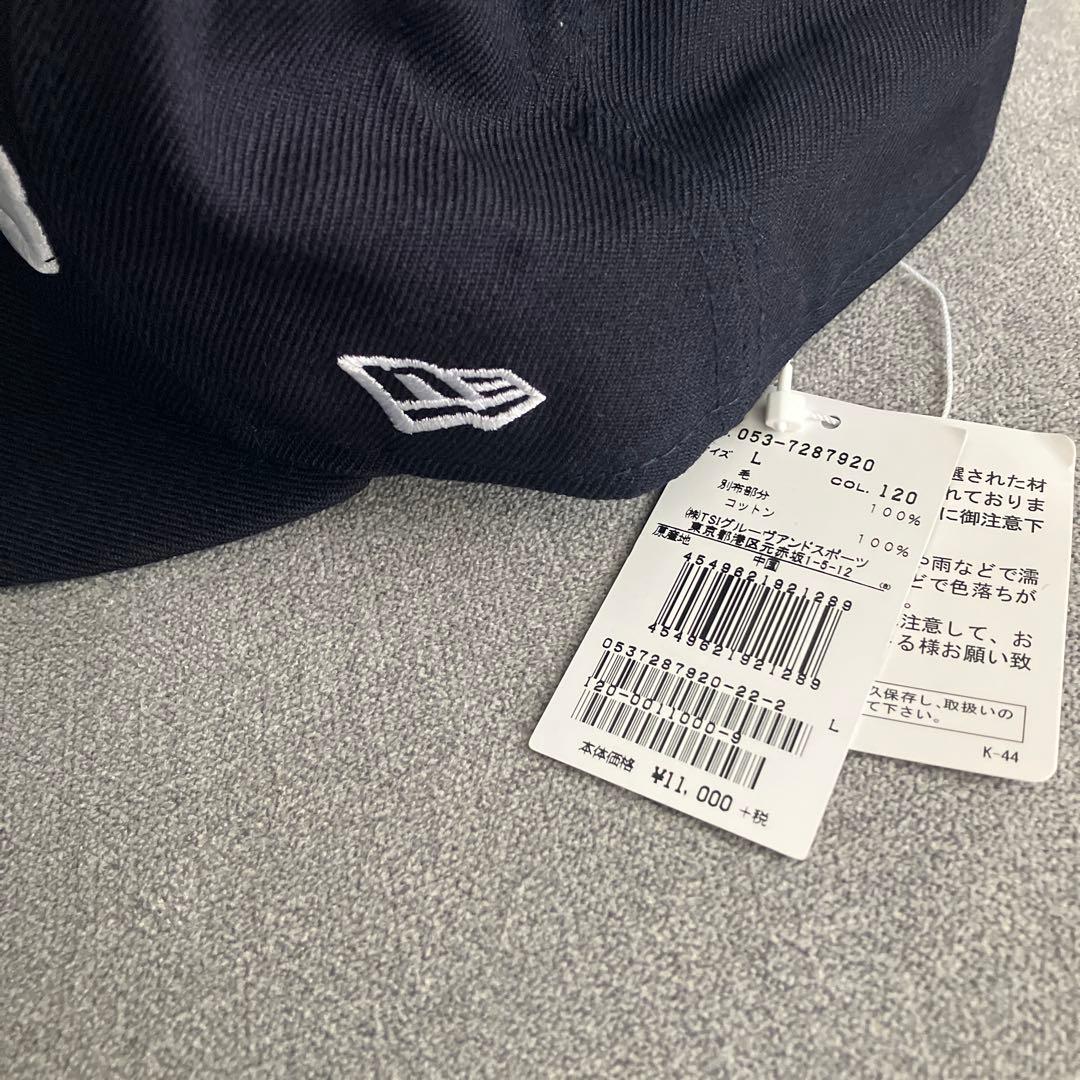 . 053-7287920
イズ L
COL. 120
毛 100%
別布部分
コットン 100%
㈱TSIグルーヴアンドスポーツ
東京都港区元赤坂1-5-12
原産地 中国
4549621921289
4549621921289
0537287920-22-2
120-0011000-9
L
本体価格 ¥11,000 +税
選された材
れておりま
に御注意下
や雨などで濡
どで色落ちが
。
注意して、お
る様お願い致
久保存し、取扱いの
て下さい。
K-44